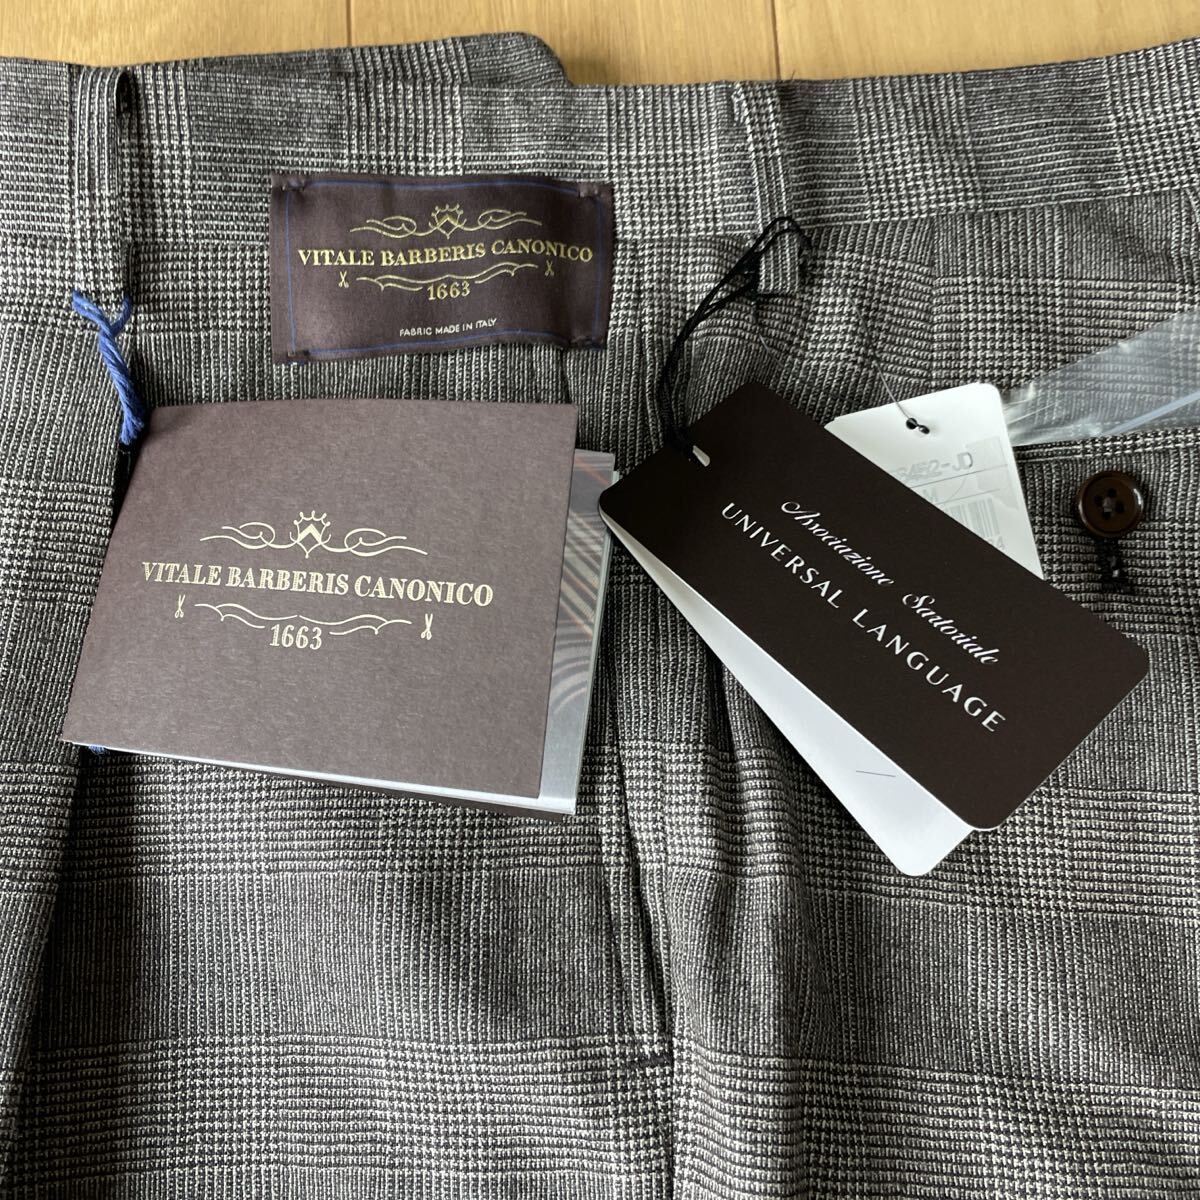 VITALE BARBERIS CANONICO
1663
FABRIC MADE IN ITALY
VITALE BARBERIS CANONICO
1663
Associazione Sartoriale
UNIVERSAL LANGUAGE
M